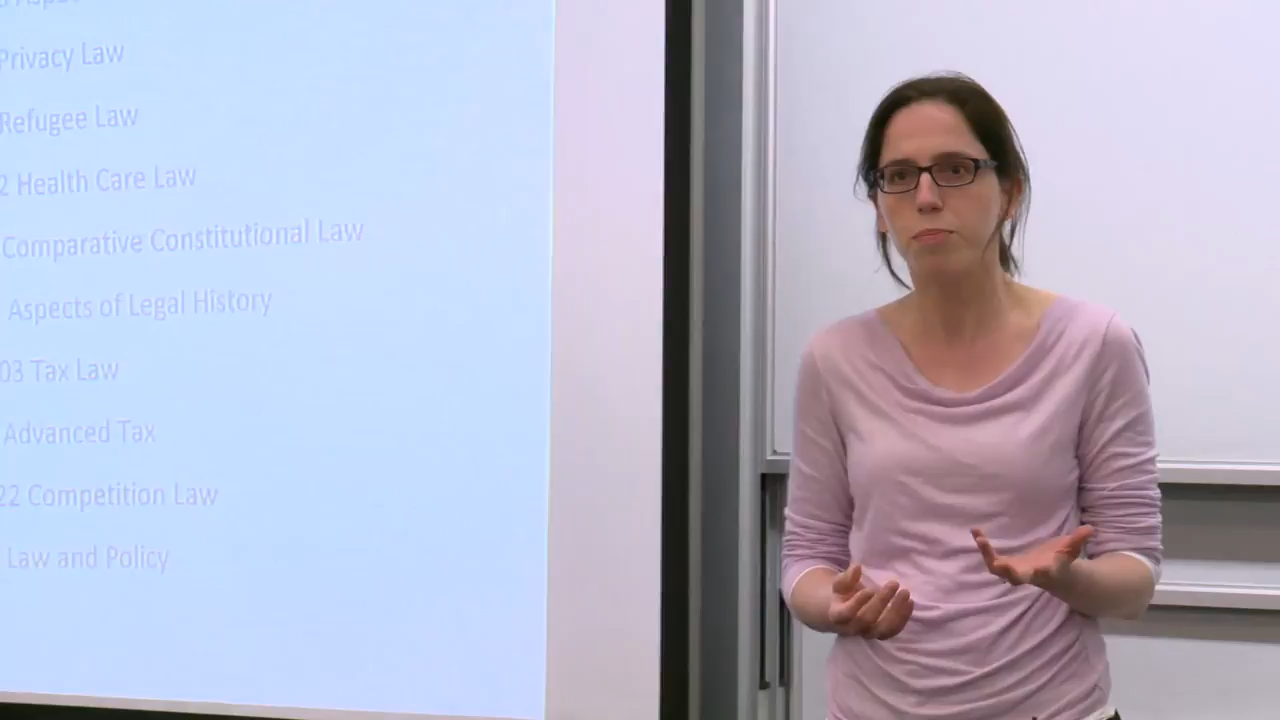 Privacy Law
Refugee Law
2 Health Care Law
Comparative Constitutional Law
Aspects of Legal History
03 Tax Law
Advanced Tax
22 Competition Law
Law and Policy